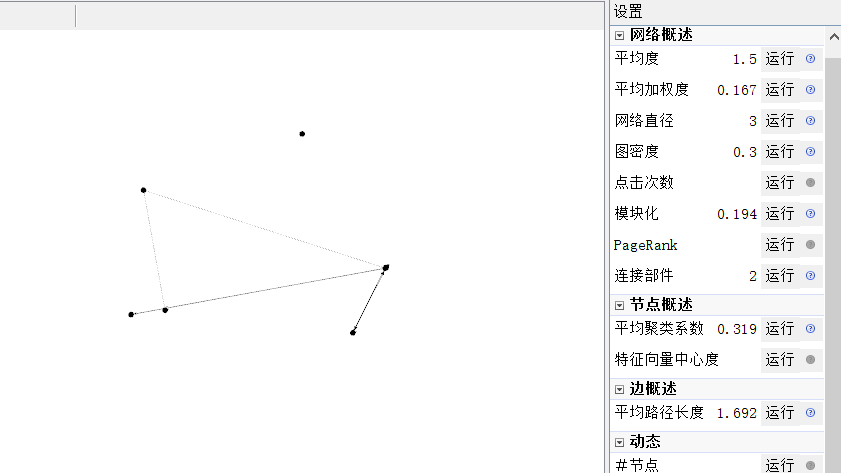 设置
网络概述
平均度 1.5 运行
平均加权度 0.167 运行
网络直径 3 运行
图密度 0.3 运行
点击次数 运行
模块化 0.194 运行
PageRank 运行
连接部件 2 运行
节点概述
平均聚类系数 0.319 运行
特征向量中心度 运行
边概述
平均路径长度 1.692 运行
动态
#节点 运行